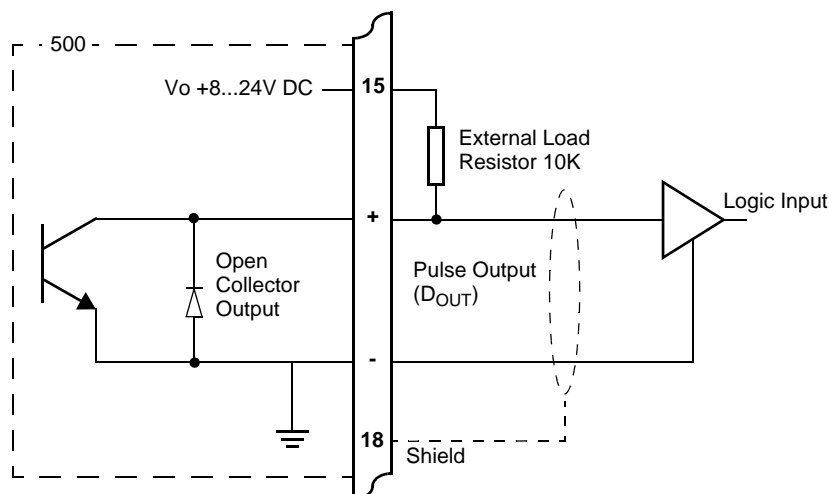 500
Vo +8...24V DC
15
External Load
Resistor 10K
+
Logic Input
Open
Collector
Output
Pulse Output
(DOUT)
-
18
Shield